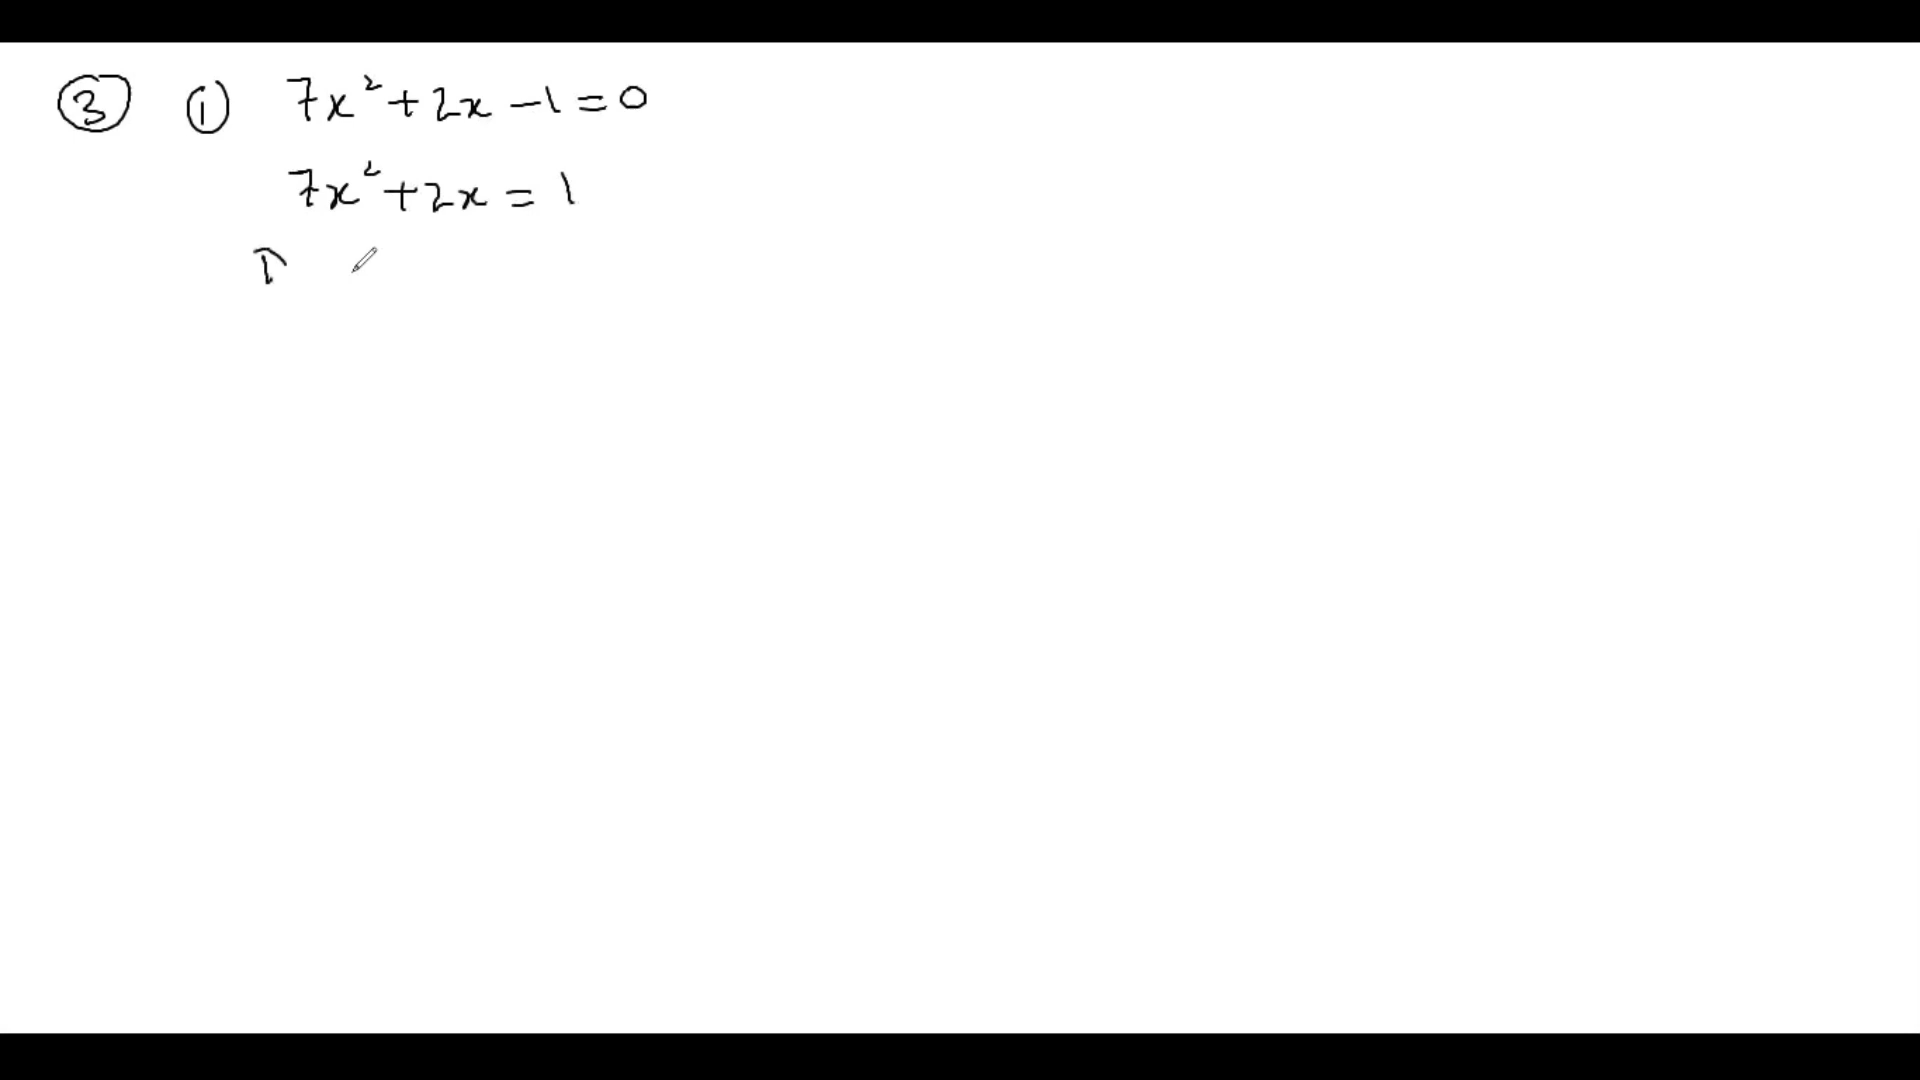 ③ ① 7x² + 2x - 1 = 0
7x² + 2x = 1